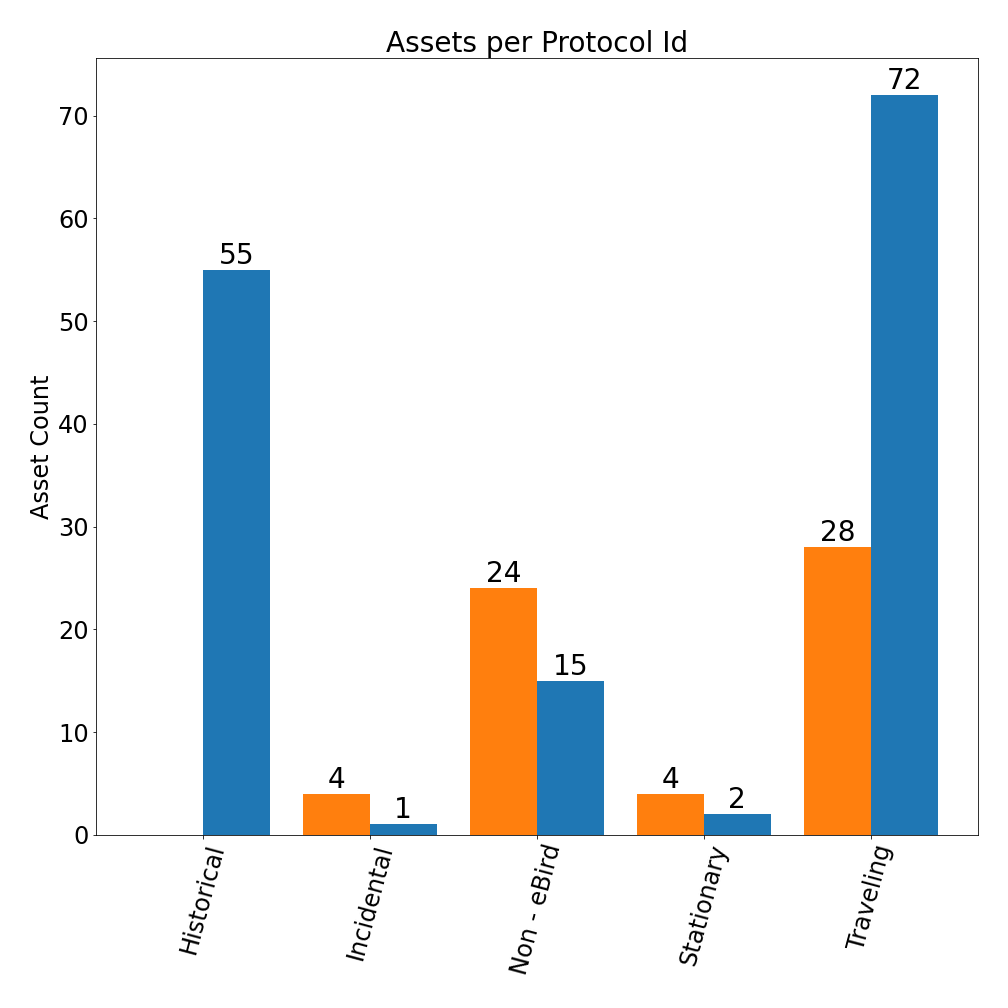 Assets per Protocol Id
Asset Count
70
60
50
40
30
20
10
0
55
4
1
24
15
4
2
28
72
Historical
Incidental
Non - eBird
Stationary
Traveling